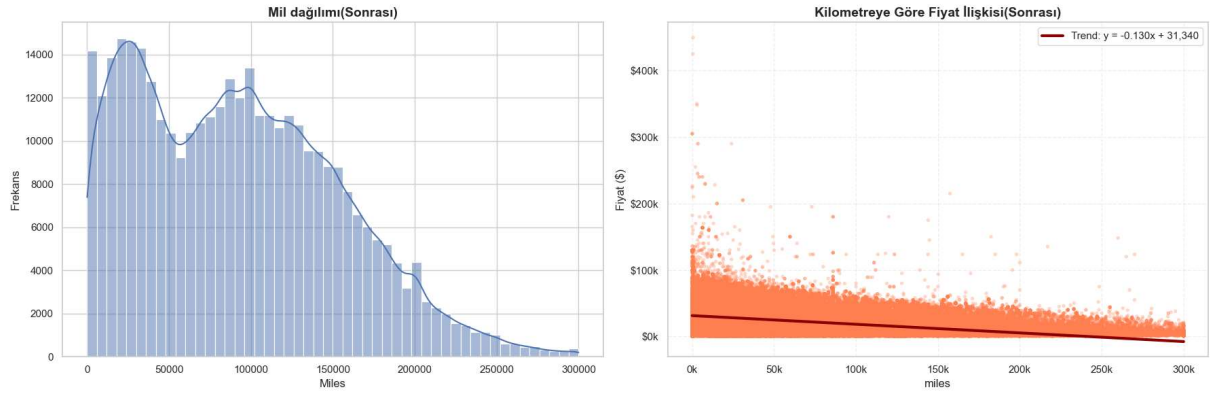 Mil dağılımı(Sonrası)
14000
12000
10000
8000
6000
4000
2000
0
Frekans
0 50000 100000 150000 200000 250000 300000
Miles
Kilometreye Göre Fiyat İlişkisi(Sonrası)
Trend: y = -0.130x + 31,340
$400k
$300k
$200k
$100k
$0k
Fiyat ($)
0k 50k 100k 150k 200k 250k 300k
miles